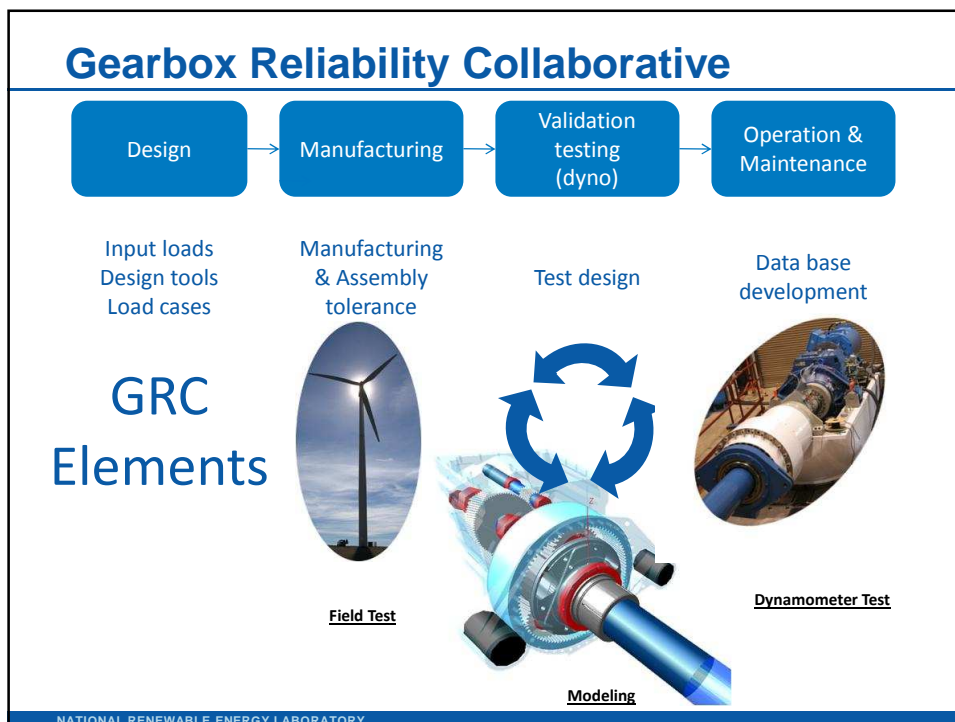 Gearbox Reliability Collaborative
Design
Manufacturing
Validation
testing
(dyno)
Operation &
Maintenance
Input loads
Design tools
Load cases
Manufacturing
& Assembly
tolerance
Test design
Data base
development
GRC
Elements
Z
Field Test
Dynamometer Test
Modeling
NATIONAL RENEWABLE ENERGY LABORATORY